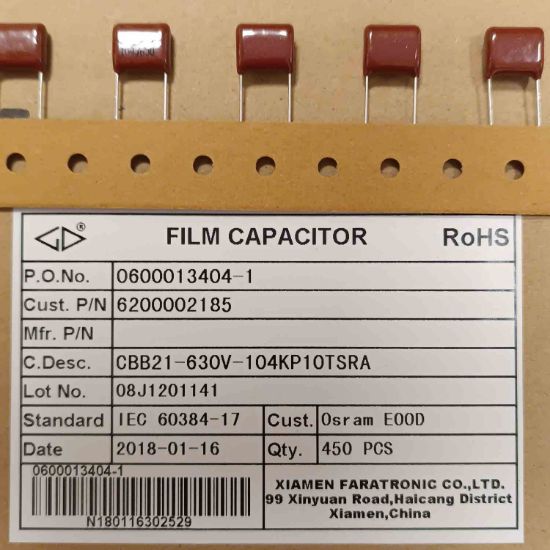 FILM CAPACITOR RoHS
P.O.No. 0600013404-1
Cust. P/N 6200002185
Mfr. P/N
C.Desc. CBB21-630V-104KP10TSRA
Lot No. 08J1201141
Standard IEC 60384-17 Cust. Osram EOOD
Date 2018-01-16 Qty. 450 PCS
0600013404-1
N180116302529
XIAMEN FARATRONIC CO.,LTD.
99 Xinyuan Road,Haicang District
Xiamen,China